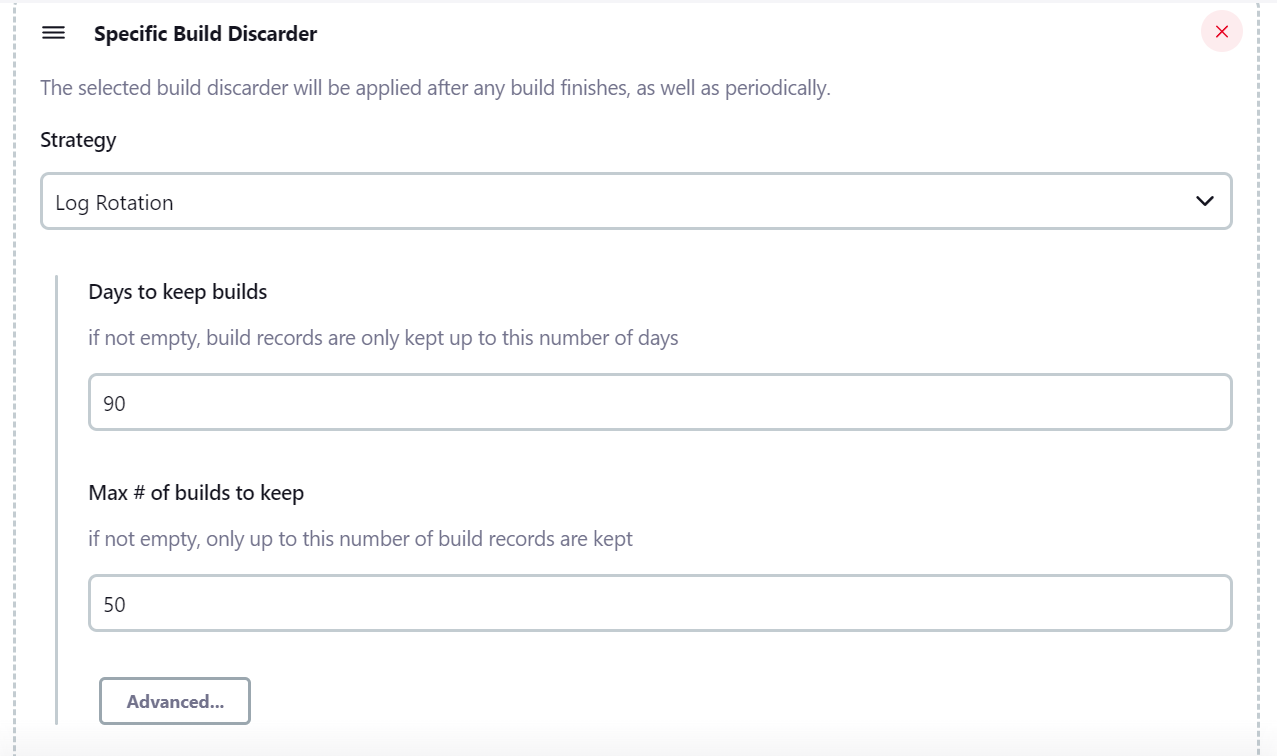 Specific Build Discarder
The selected build discarder will be applied after any build finishes, as well as periodically.
Strategy
Log Rotation
Days to keep builds
if not empty, build records are only kept up to this number of days
90
Max # of builds to keep
if not empty, only up to this number of build records are kept
50
Advanced...